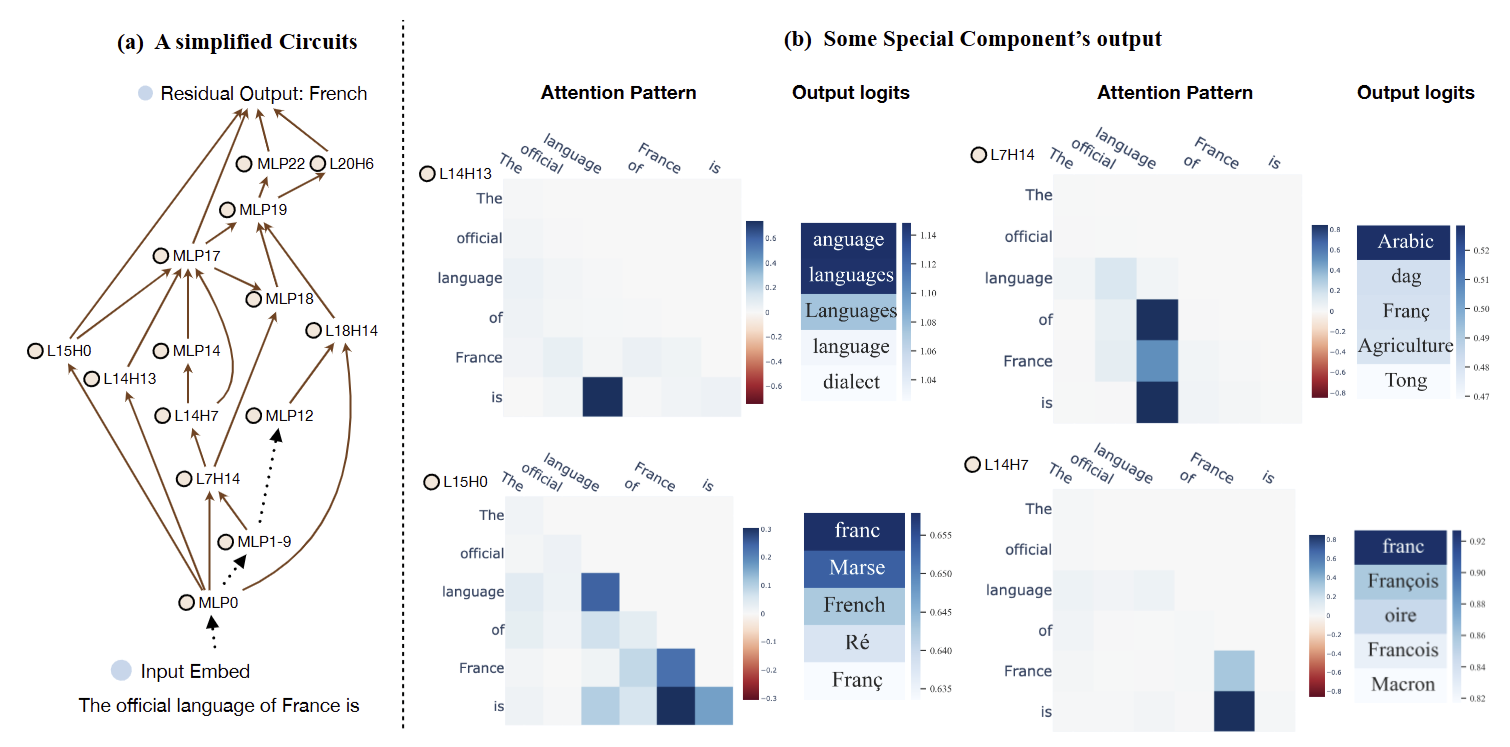 (a) A simplified Circuits
Residual Output: French
MLP22
L20H6
MLP19
MLP17
MLP18
L18H14
L15H0
MLP14
L14H13
L14H7
MLP12
L7H14
MLP1-9
MLP0
Input Embed
The official language of France is
(b) Some Special Component's output
Attention Pattern
Output logits
Attention Pattern
Output logits
L14H13
The official language of France is
The
official
language
of
France
is
0.6
0.4
0.2
0
−0.2
−0.4
−0.6
anguage
languages
Languages
language
dialect
1.14
1.12
1.10
1.08
1.06
1.04
L7H14
The official language of France is
The
official
language
of
France
is
0.8
0.6
0.4
0.2
0
−0.2
−0.4
−0.6
−0.8
Arabic
dag
Franç
Agriculture
Tong
0.52
0.51
0.50
0.49
0.48
0.47
L15H0
The official language of France is
The
official
language
of
France
is
0.3
0.2
0.1
0
−0.1
−0.2
−0.3
franc
Marse
French
Ré
Franç
0.655
0.650
0.645
0.640
0.635
L14H7
The official language of France is
The
official
language
of
France
is
0.8
0.6
0.4
0.2
0
−0.2
−0.4
−0.6
−0.8
franc
François
oire
Francois
Macron
0.92
0.90
0.88
0.86
0.84
0.82